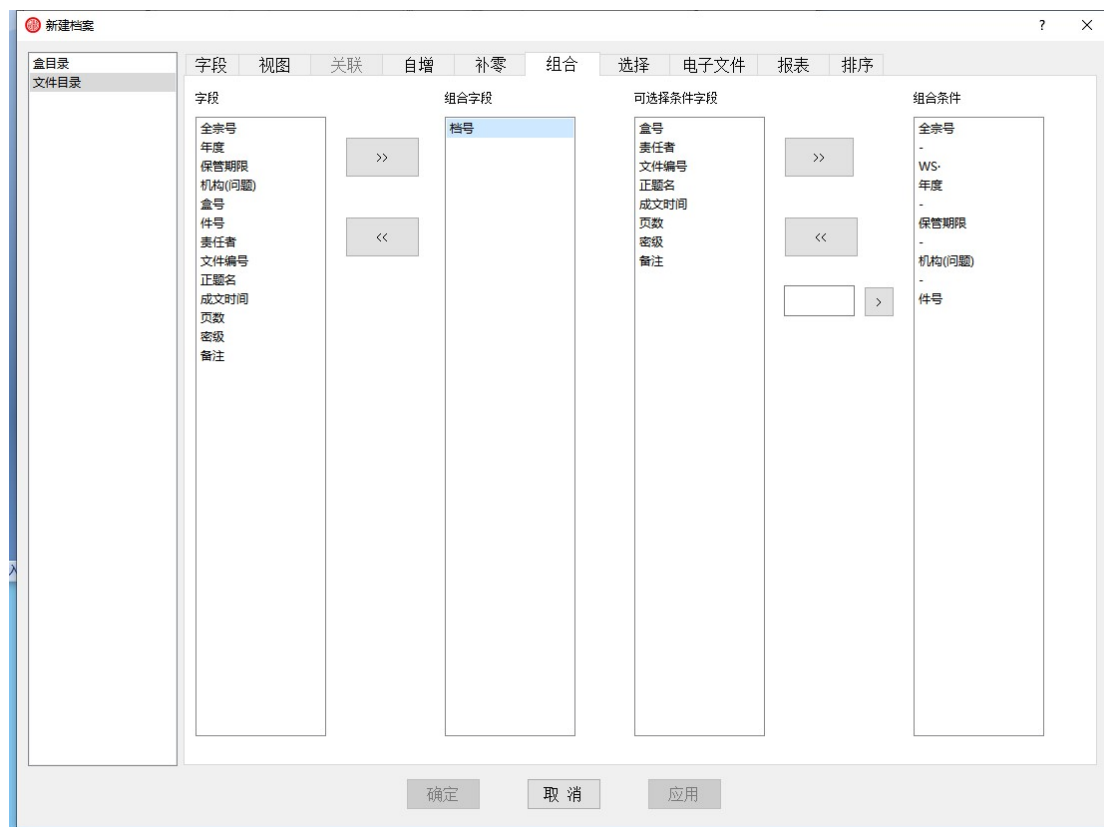 新建档案
?
盒目录
文件目录
字段 视图 关联 自增 补零 组合 选择 电子文件 报表 排序
字段
全宗号
年度
保管期限
机构(问题)
盒号
件号
责任者
文件编号
正题名
成文时间
页数
密级
备注
>>
<<
组合字段
档号
可选择条件字段
盒号
责任者
文件编号
正题名
成文时间
页数
密级
备注
>>
<<
>
组合条件
全宗号
-
WS·
年度
-
保管期限
-
机构(问题)
-
件号
入
确定 取消 应用